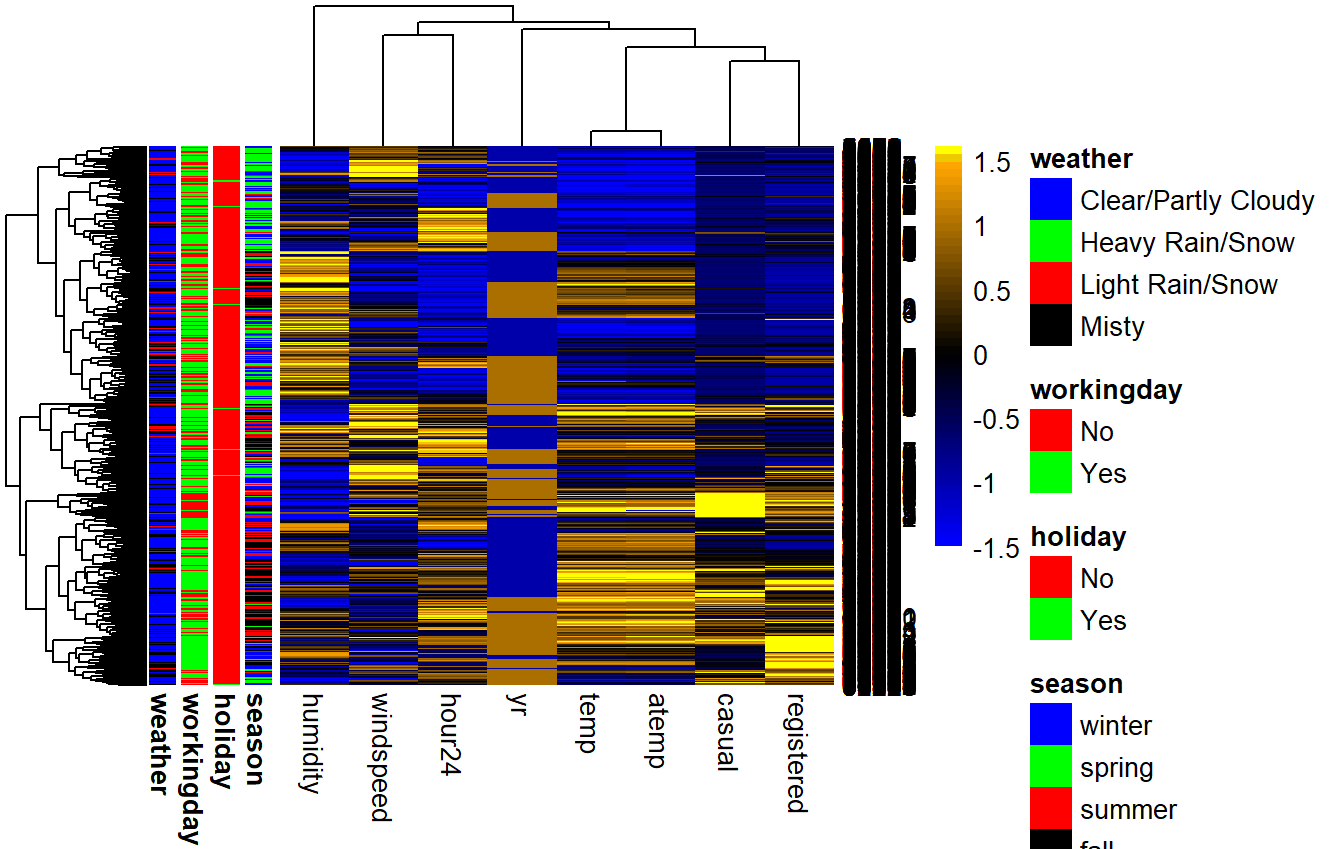 weather
workingday
holiday
season
humidity
windspeed
hour24
yr
temp
atemp
casual
registered
1.5
1
0.5
0
-0.5
-1
-1.5
weather
Clear/Partly Cloudy
Heavy Rain/Snow
Light Rain/Snow
Misty
workingday
No
Yes
holiday
No
Yes
season
winter
spring
summer
fall